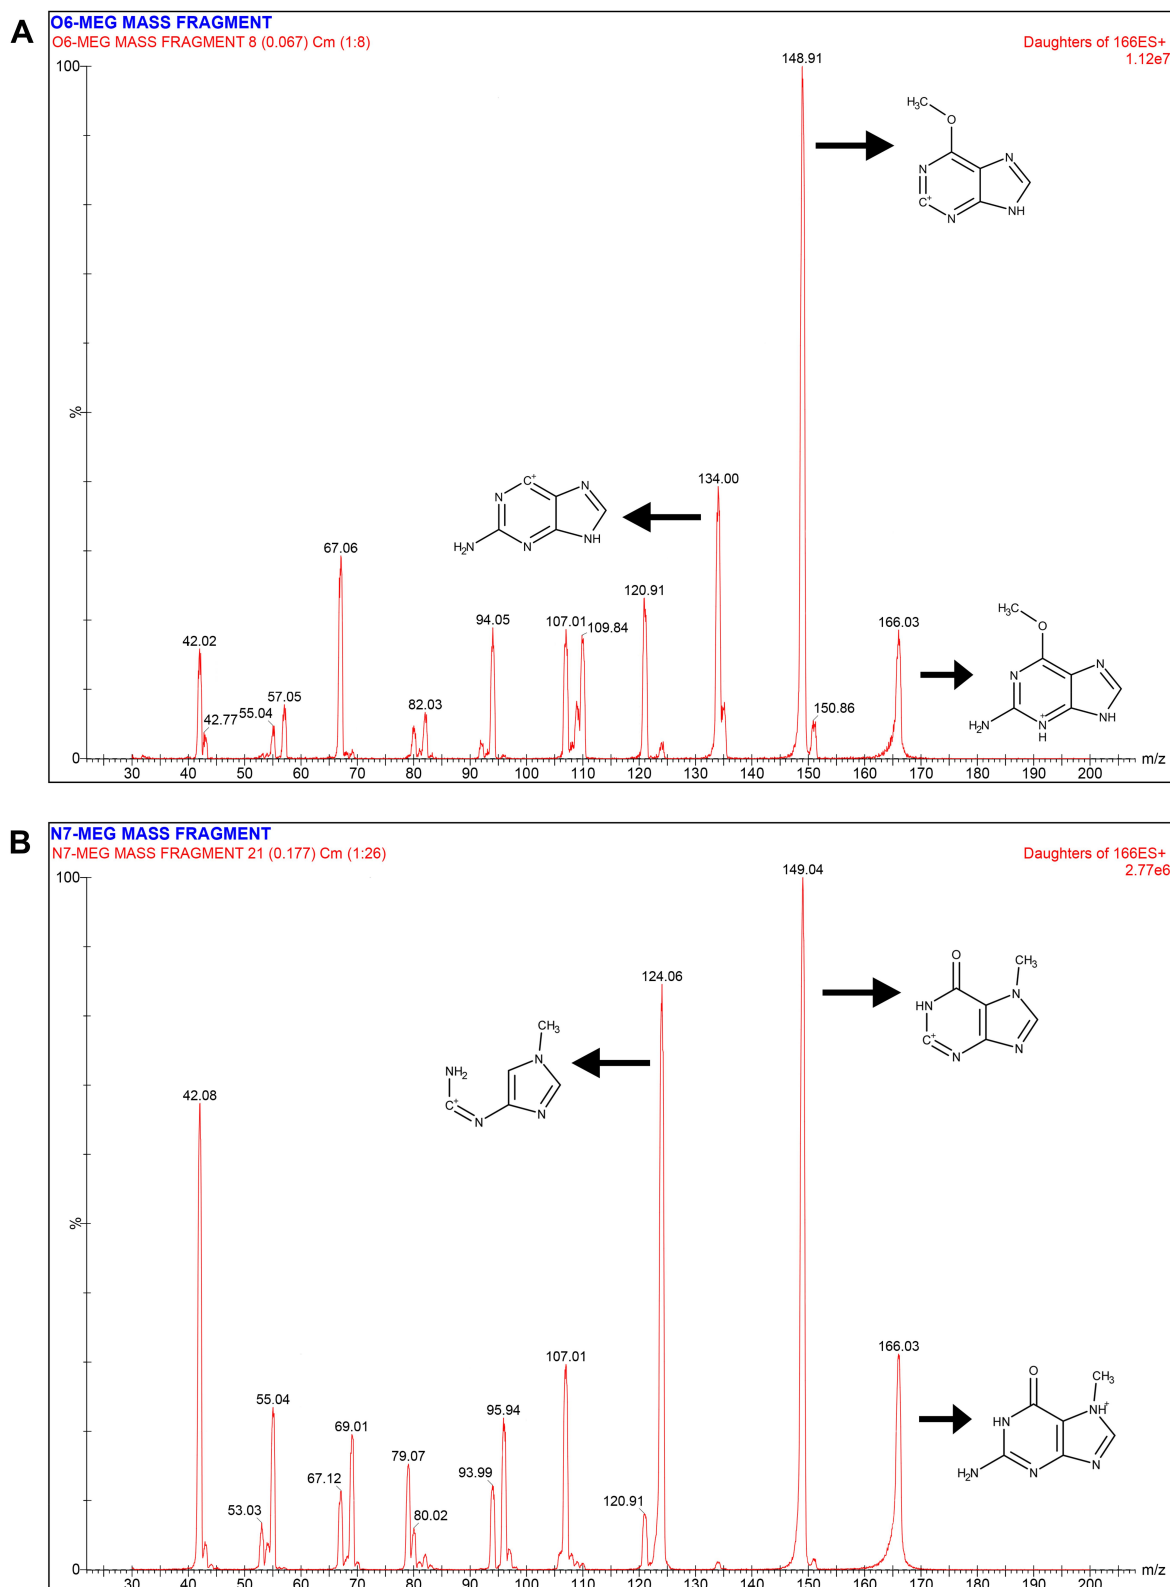 A
O6-MEG MASS FRAGMENT
O6-MEG MASS FRAGMENT 8 (0.067) Cm (1:8)
Daughters of 166ES+
1.12e7
100
%
0
148.91
H₃C
O
N
N
C⁺
N
NH
134.00
C⁺
N
N
H₂N
N
NH
67.06
120.91
94.05
107.01
109.84
166.03
42.02
42.77
55.04
57.05
82.03
150.86
H₃C
O
N
N
H₂N
N⁺
H
NH
30 40 50 60 70 80 90 100 110 120 130 140 150 160 170 180 190 200
m/z
B
N7-MEG MASS FRAGMENT
N7-MEG MASS FRAGMENT 21 (0.177) Cm (1:26)
Daughters of 166ES+
2.77e6
100
%
0
149.04
O
CH₃
HN
N
C⁺
N
N
124.06
CH₃
NH₂
N
C⁺
N
N
42.08
107.01
166.03
55.04
95.94
69.01
79.07
93.99
67.12
120.91
53.03
80.02
O
CH₃
HN
NH⁺
H₂N
N
N
30 40 50 60 70 80 90 100 110 120 130 140 150 160 170 180 190 200
m/z